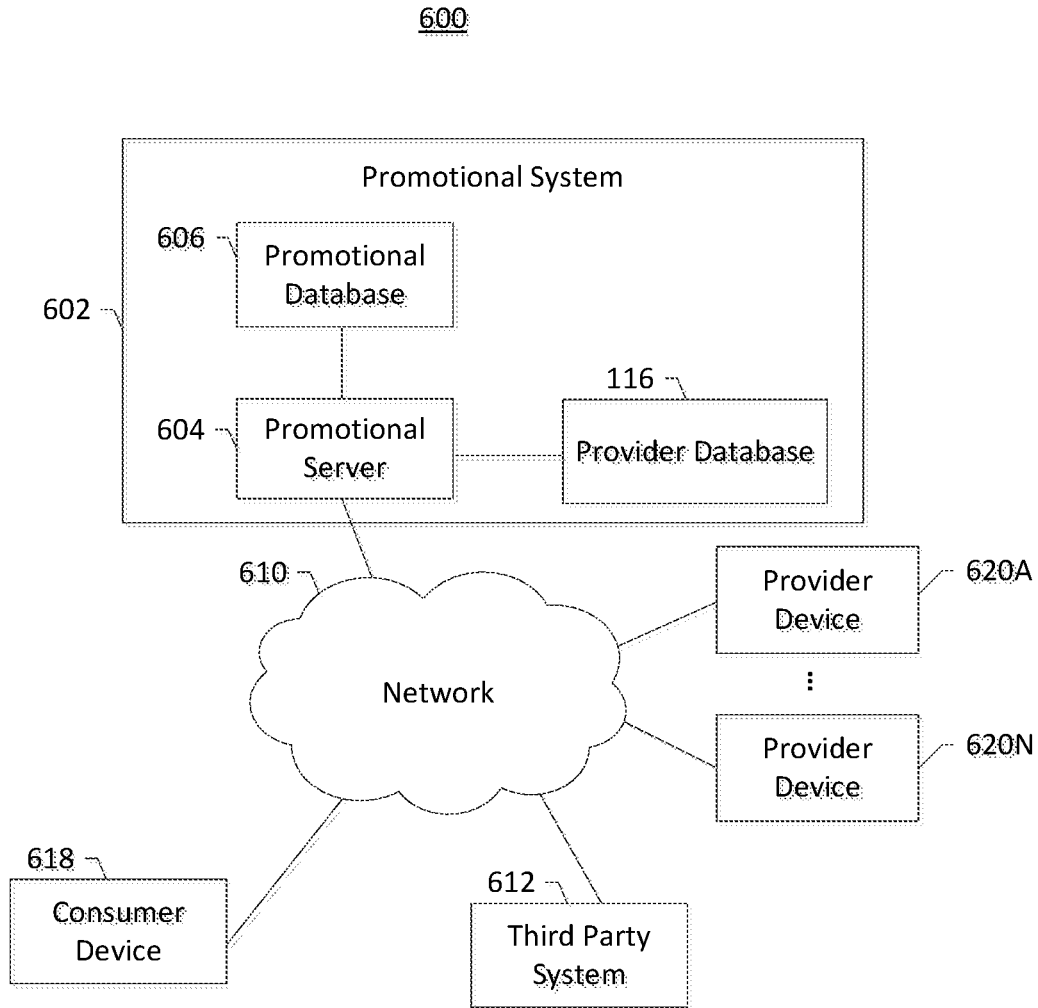 600
Promotional System
606
Promotional
Database
602
116
604
Promotional
Server
Provider Database
610
Provider
Device
620A
⋮
Network
Provider
Device
620N
618
Consumer
Device
612
Third Party
System